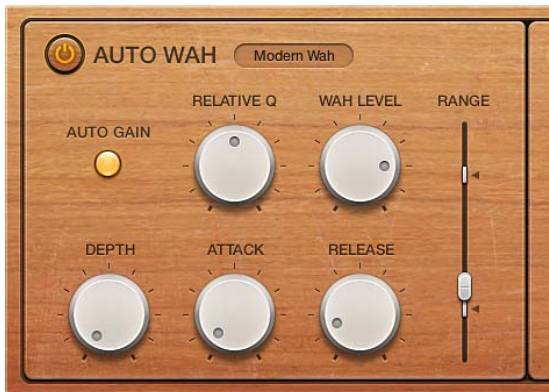 AUTO WAH
Modern Wah
RELATIVE Q
WAH LEVEL
RANGE
AUTO GAIN
DEPTH
ATTACK
RELEASE